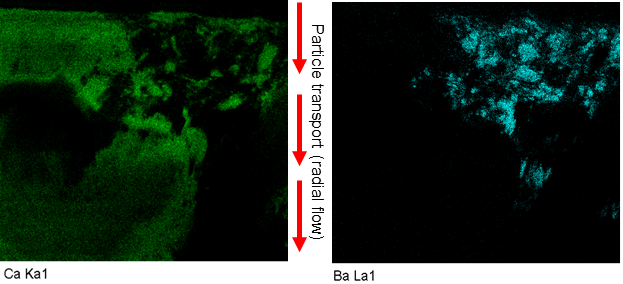 Particle transport (radial flow)
Ca Ka1
Ba La1